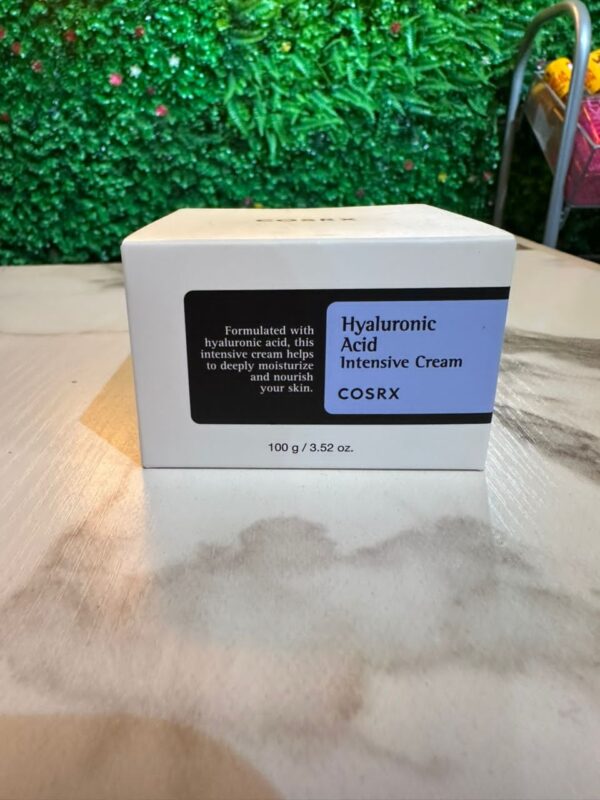 COSRX
Formulated with
hyaluronic acid, this
intensive cream helps
to deeply moisturize
and nourish
your skin.
Hyaluronic
Acid
Intensive Cream
COSRX
100 g / 3.52 oz.